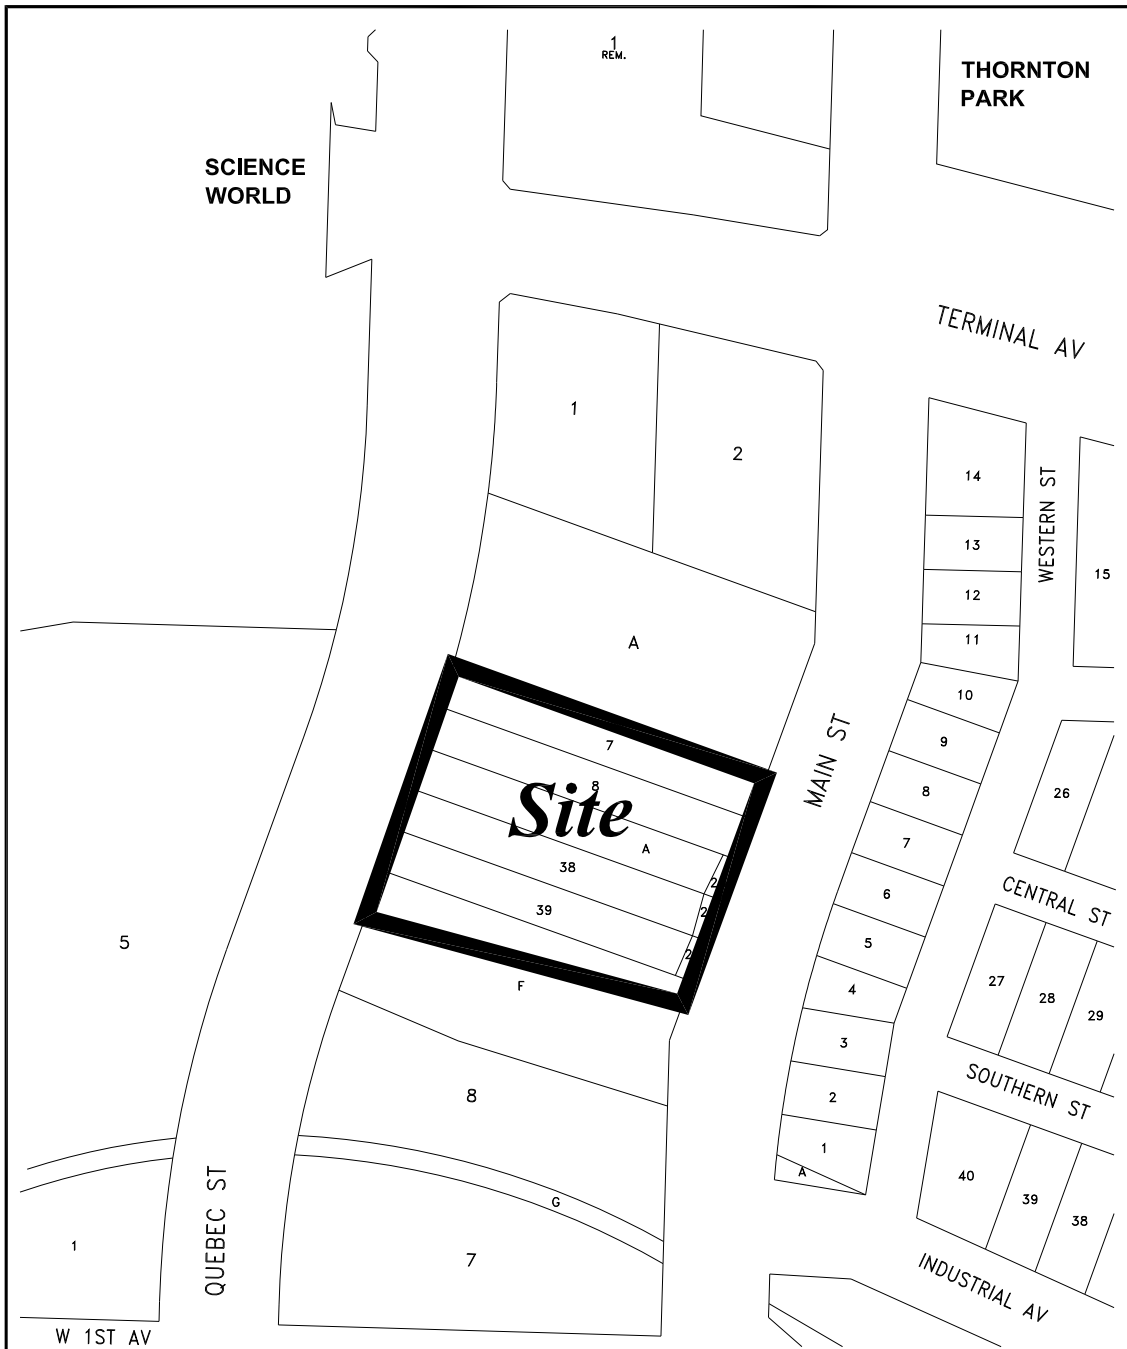 1
REM.
THORNTON
PARK
SCIENCE
WORLD
TERMINAL AV
1
2
14
WESTERN ST
13
15
12
11
A
10
7
9
MAIN ST
8
8
26
Site
7
A
38
2
6
CENTRAL ST
39
2
5
5
2
27
F
4
28
29
3
SOUTHERN ST
8
2
1
A
40
QUEBEC ST
G
39
38
1
7
INDUSTRIAL AV
W 1ST AV